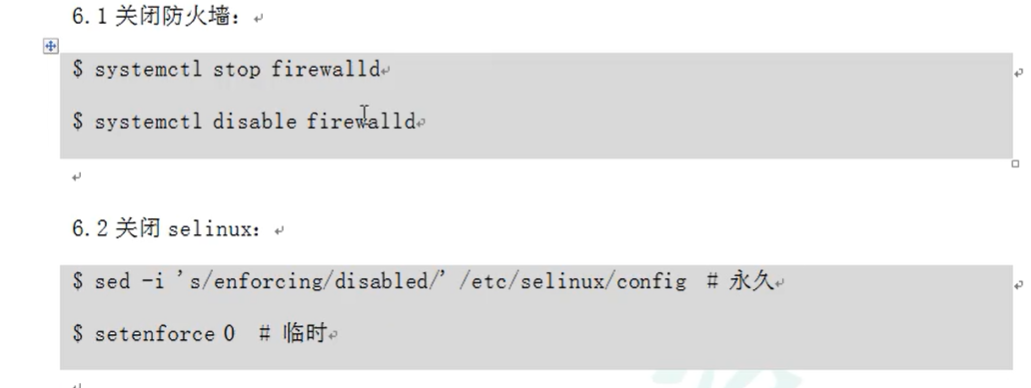 6.1 关闭防火墙：
$ systemctl stop firewalld
$ systemctl disable firewalld
6.2 关闭 selinux：
$ sed -i 's/enforcing/disabled/' /etc/selinux/config  # 永久
$ setenforce 0  # 临时